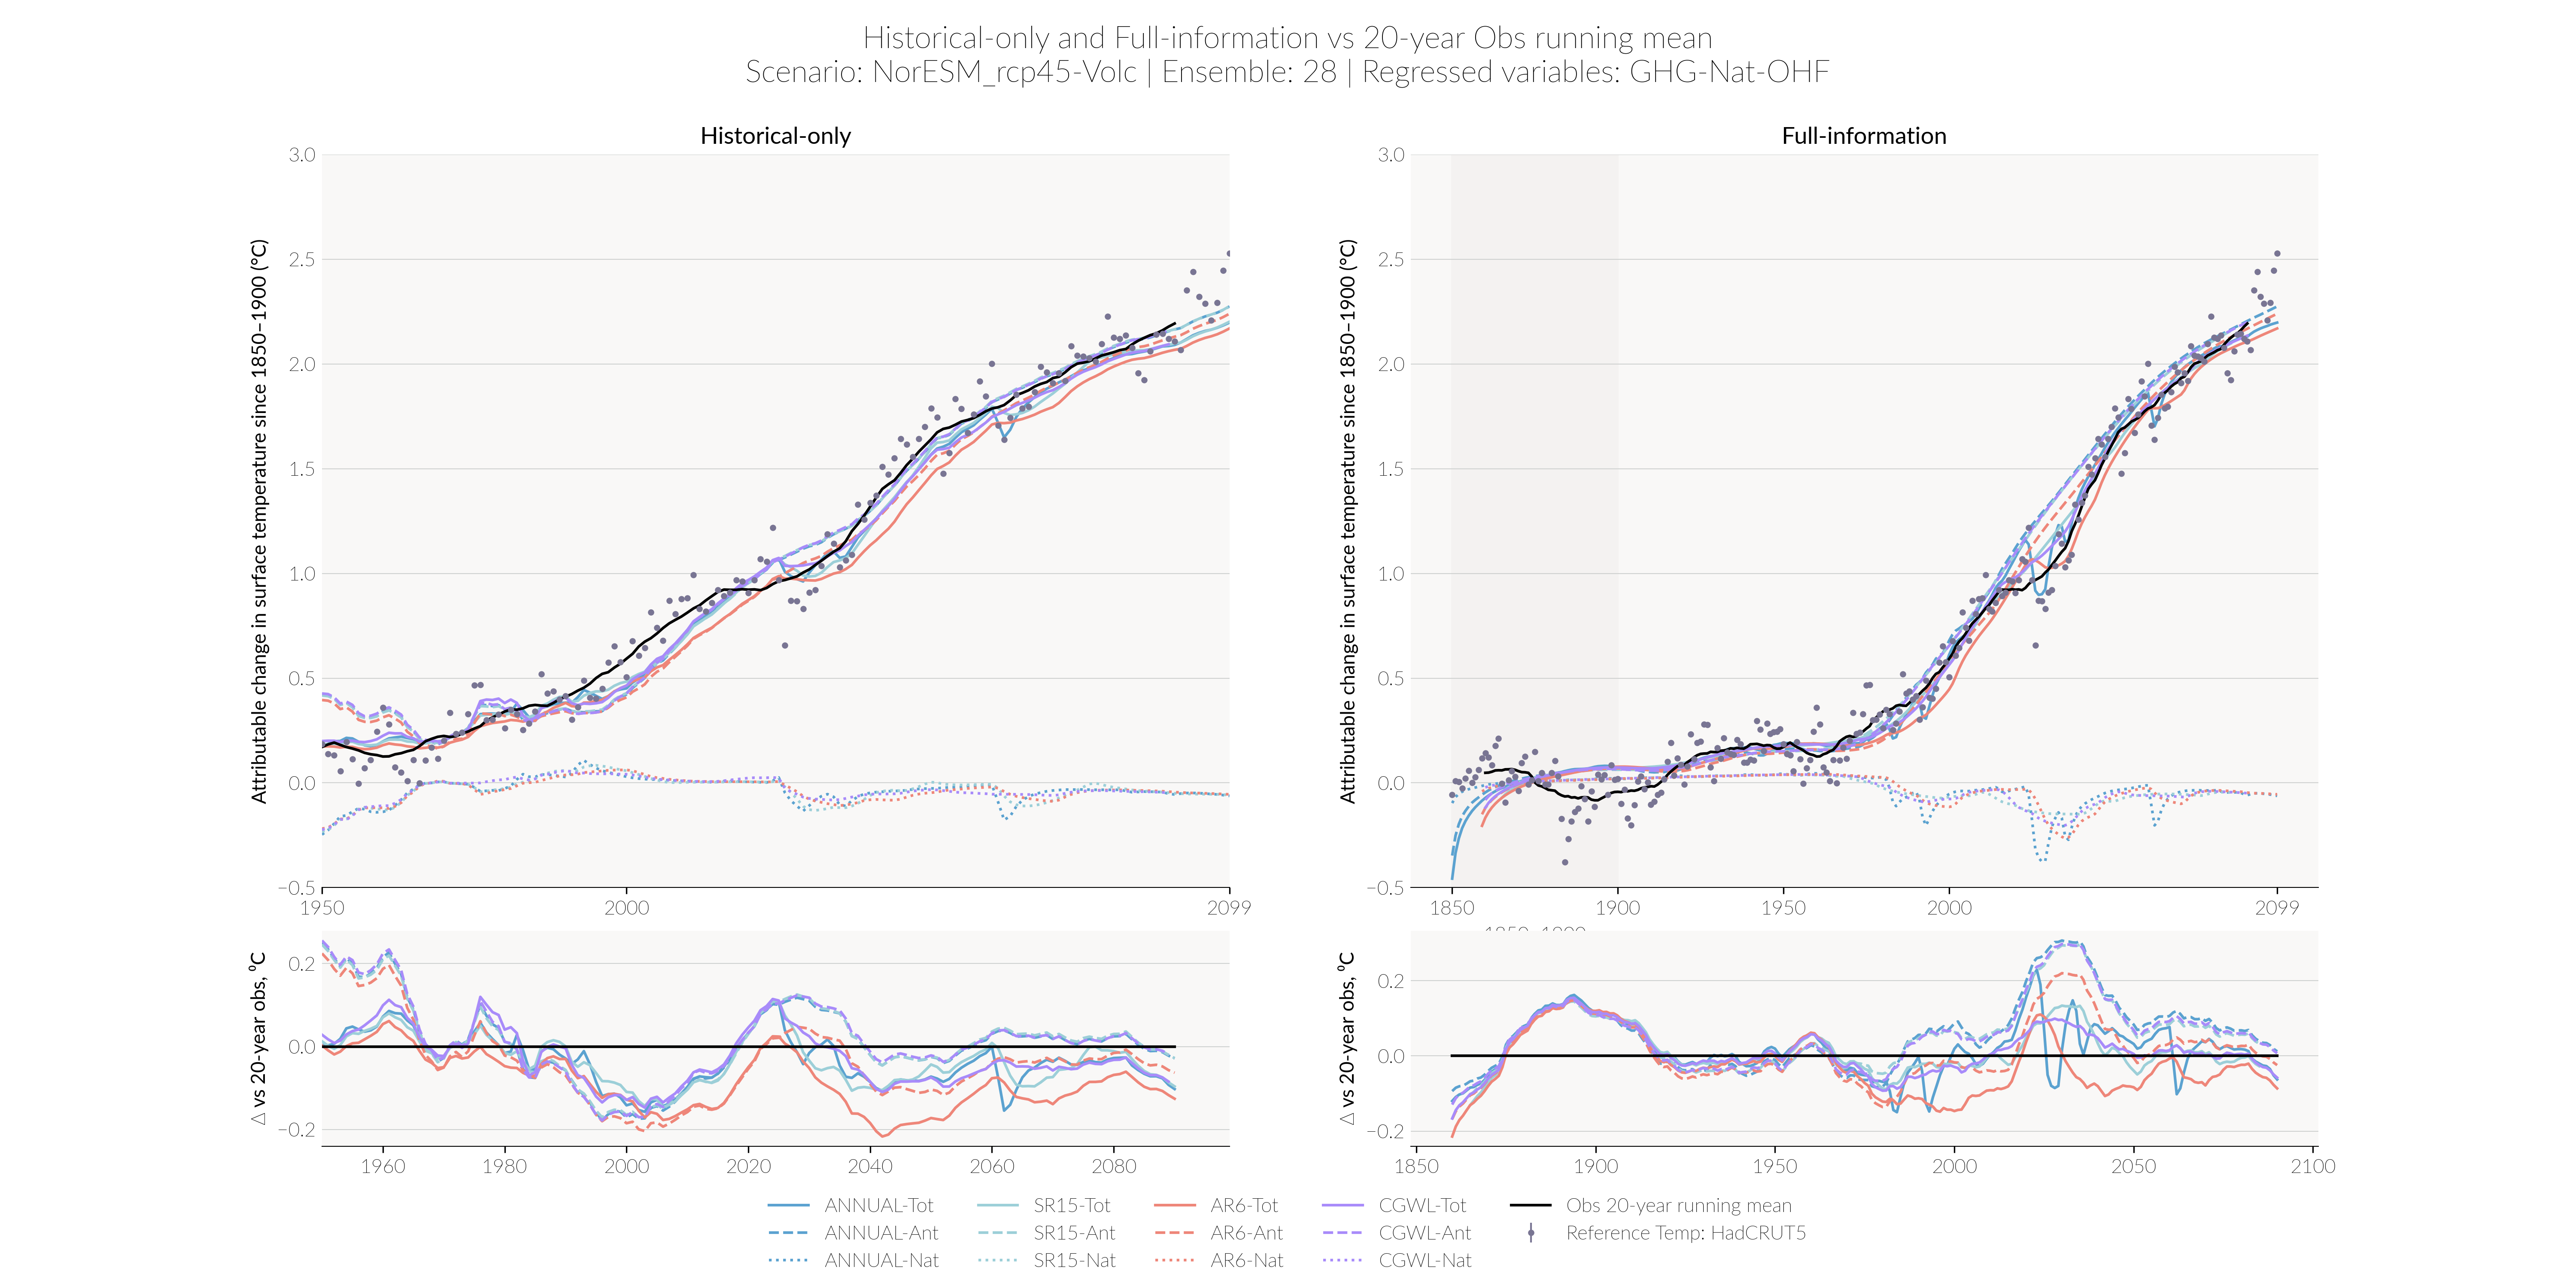 Historical-only and Full-information vs 20-year Obs running mean
Scenario: NorESM_rcp45-Volc | Ensemble: 28 | Regressed variables: GHG-Nat-OHF
Historical-only
Attributable change in surface temperature since 1850–1900 (°C)
3.0
2.5
2.0
1.5
1.0
0.5
0.0
−0.5
1950
2000
2099
Δ vs 20-year obs, °C
0.2
0.0
−0.2
1960
1980
2000
2020
2040
2060
2080
Full-information
Attributable change in surface temperature since 1850–1900 (°C)
3.0
2.5
2.0
1.5
1.0
0.5
0.0
−0.5
1850
1900
1950
2000
2099
Δ vs 20-year obs, °C
0.2
0.0
−0.2
1850
1900
1950
2000
2050
2100
ANNUAL-Tot
ANNUAL-Ant
ANNUAL-Nat
SR15-Tot
SR15-Ant
SR15-Nat
AR6-Tot
AR6-Ant
AR6-Nat
CGWL-Tot
CGWL-Ant
CGWL-Nat
Obs 20-year running mean
Reference Temp: HadCRUT5